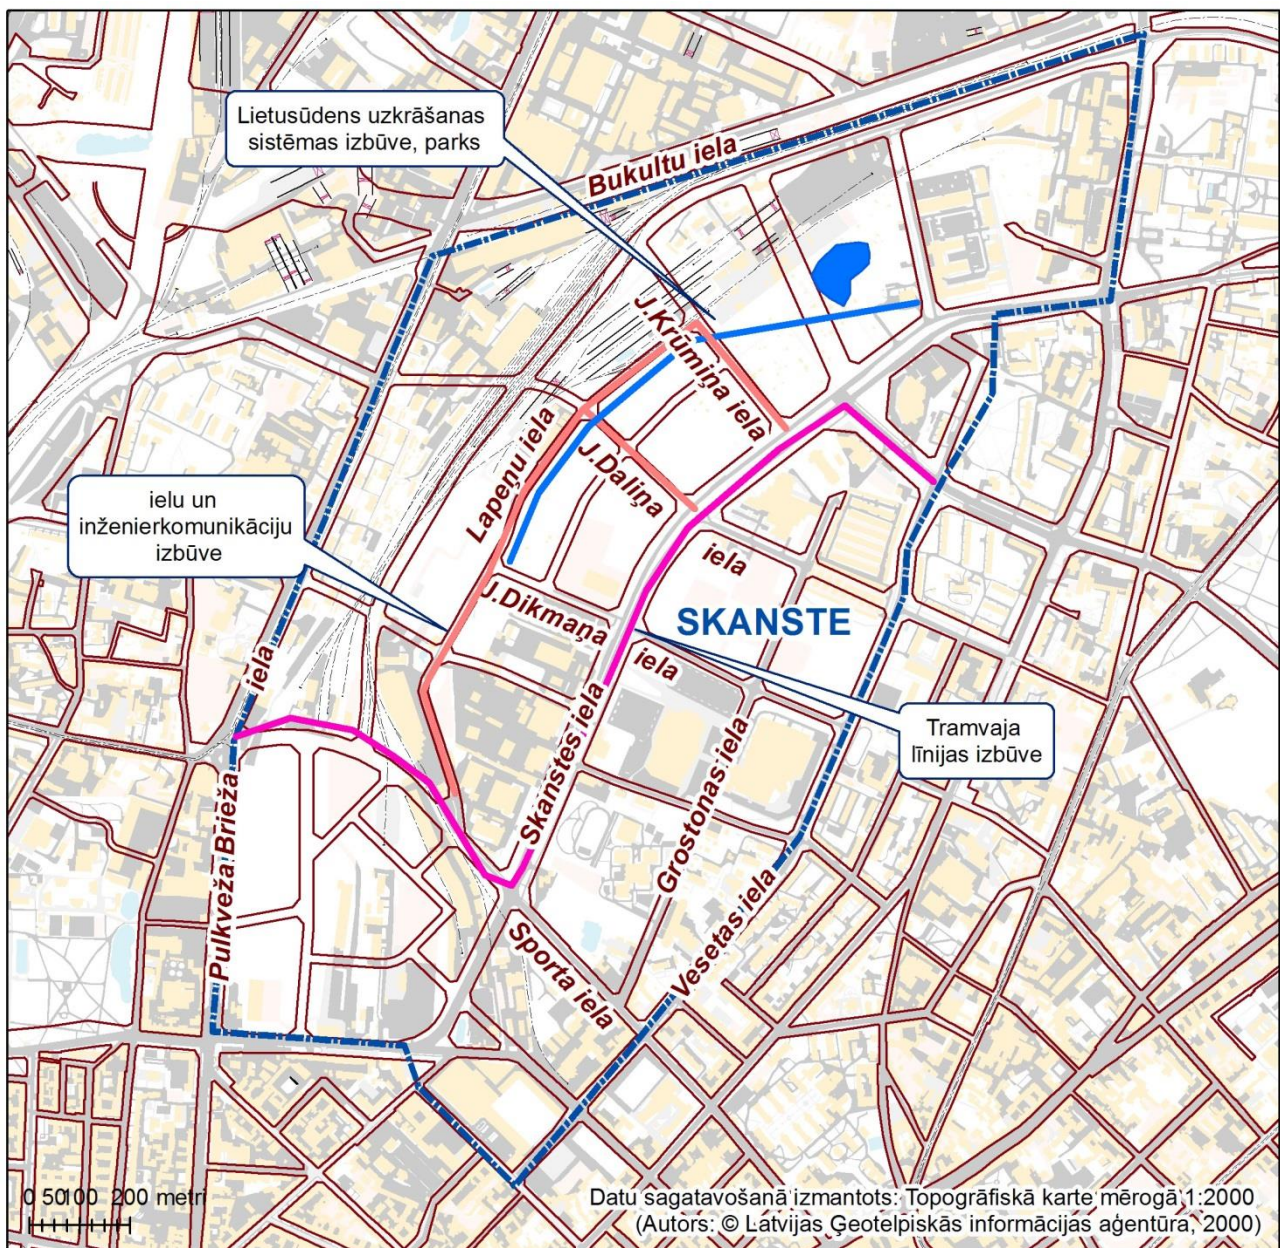 Lietusūdens uzkrāšanas
sistēmas izbūve, parks
Bukultu iela
J.Krūmiņa iela
Lapeņu iela
J.Daliņa
iela
ielu un
inženierkomunikāciju
izbūve
J.Dikmaņa
iela
SKANSTE
Tramvaja
līnijas izbūve
Skanstes iela
Grostonas iela
Pulkveža Brieža
iela
Sporta iela
Vesetas iela
0 50100 200 metri
Datu sagatavošanā izmantots: Topogrāfiskā karte mērogā 1:2000
(Autors: © Latvijas Ģeotelpiskās informācijas aģentūra, 2000)